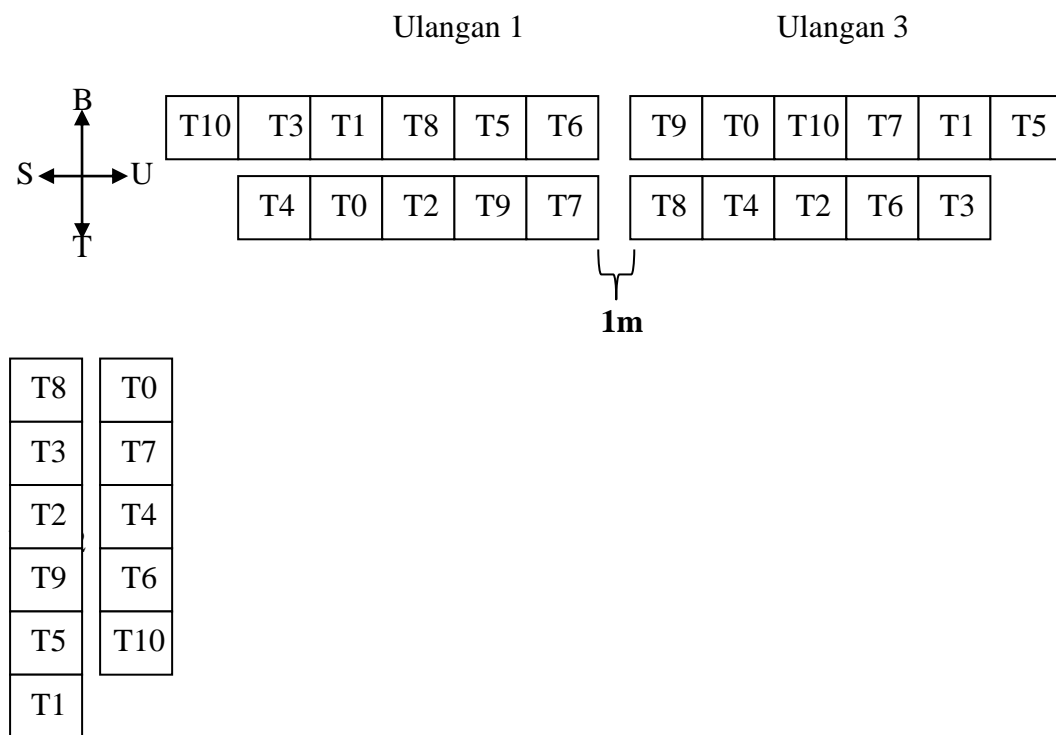 Ulangan 1 Ulangan 3
B
T10 T3 T1 T8 T5 T6 T9 T0 T10 T7 T1 T5
S U
T4 T0 T2 T9 T7 T8 T4 T2 T6 T3
T
1m
T8 T0
T3 T7
T2 T4
T9 T6
T5 T10
T1